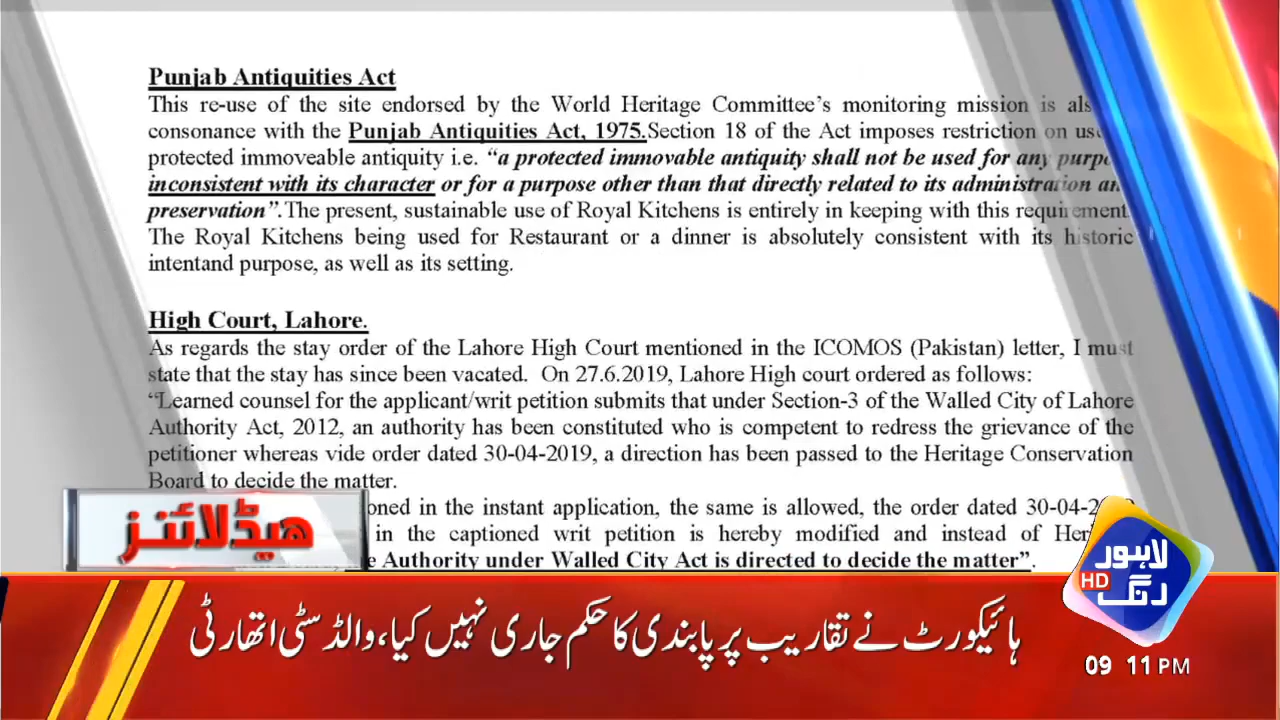 Punjab Antiquities Act
This re-use of the site endorsed by the World Heritage Committee's monitoring mission is als
consonance with the Punjab Antiquities Act, 1975.Section 18 of the Act imposes restriction on use
protected immoveable antiquity i.e. "a protected immovable antiquity shall not be used for any purpo
inconsistent with its character or for a purpose other than that directly related to its administration an
preservation".The present, sustainable use of Royal Kitchens is entirely in keeping with this requirement.
The Royal Kitchens being used for Restaurant or a dinner is absolutely consistent with its historic
intentand purpose, as well as its setting.
High Court, Lahore.
As regards the stay order of the Lahore High Court mentioned in the ICOMOS (Pakistan) letter, I must
state that the stay has since been vacated. On 27.6.2019, Lahore High court ordered as follows:
"Learned counsel for the applicant/writ petition submits that under Section-3 of the Walled City of Lahore
Authority Act, 2012, an authority has been constituted who is competent to redress the grievance of the
petitioner whereas vide order dated 30-04-2019, a direction has been passed to the Heritage Conservation
Board to decide the matter.
oned in the instant application, the same is allowed, the order dated 30-04-2
in the captioned writ petition is hereby modified and instead of Her
Authority under Walled City Act is directed to decide the matter".
ہیڈلائنز
لاہور
رنگ
HD
ہائیکورٹ نے تقاریب پر پابندی کا حکم جاری نہیں کیا، والڈ سٹی اتھارٹی
09 11 PM